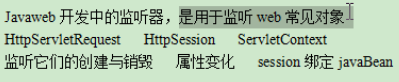 Javaweb 开发中的监听器，是用于监听 web 常见对象
HttpServletRequest HttpSession ServletContext
监听它们的创建与销毁 属性变化 session 绑定 javaBean